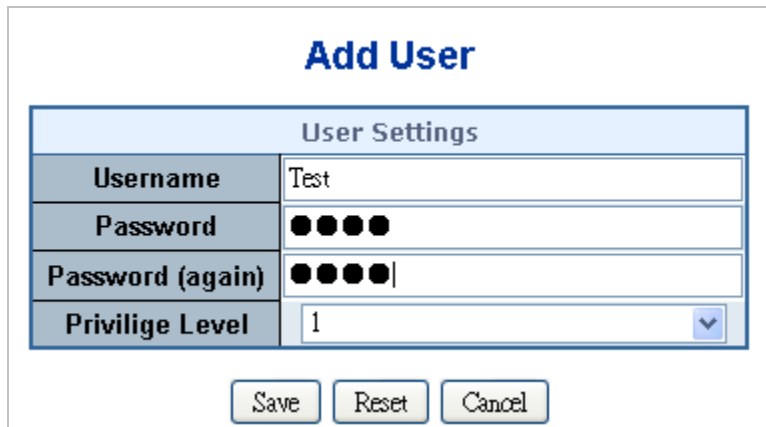 Add User
User Settings
Username Test
Password ●●●●
Password (again) ●●●●
Privilige Level 1
Save Reset Cancel